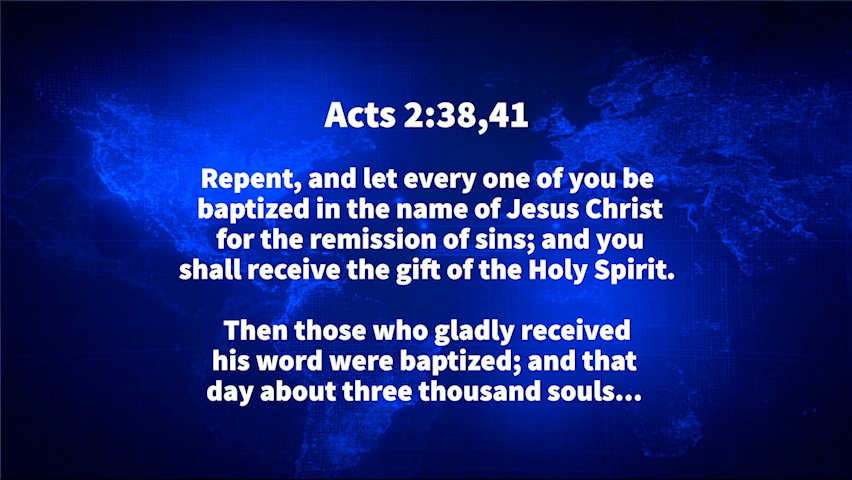 Acts 2:38,41
Repent, and let every one of you be
baptized in the name of Jesus Christ
for the remission of sins; and you
shall receive the gift of the Holy Spirit.
Then those who gladly received
his word were baptized; and that
day about three thousand souls...